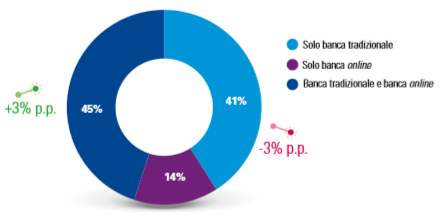 Solo banca tradizionale
Solo banca online
Banca tradizionale e banca online
+3% p.p.
45%
41%
-3% p.p.
14%